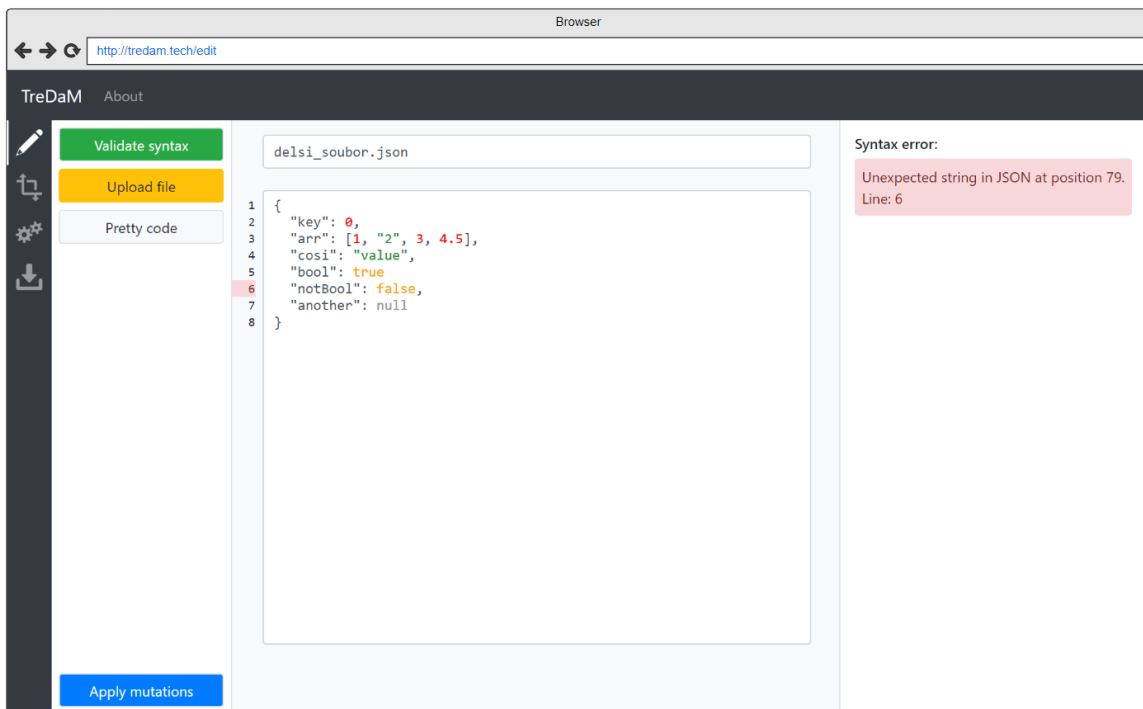 Browser
http://tredam.tech/edit
TreDaM About
Validate syntax
Upload file
Pretty code
Apply mutations
delsi_soubor.json
1 {
2 "key": 0,
3 "arr": [1, "2", 3, 4.5],
4 "cosi": "value",
5 "bool": true
6 "notBool": false,
7 "another": null
8 }
Syntax error:
Unexpected string in JSON at position 79.
Line: 6